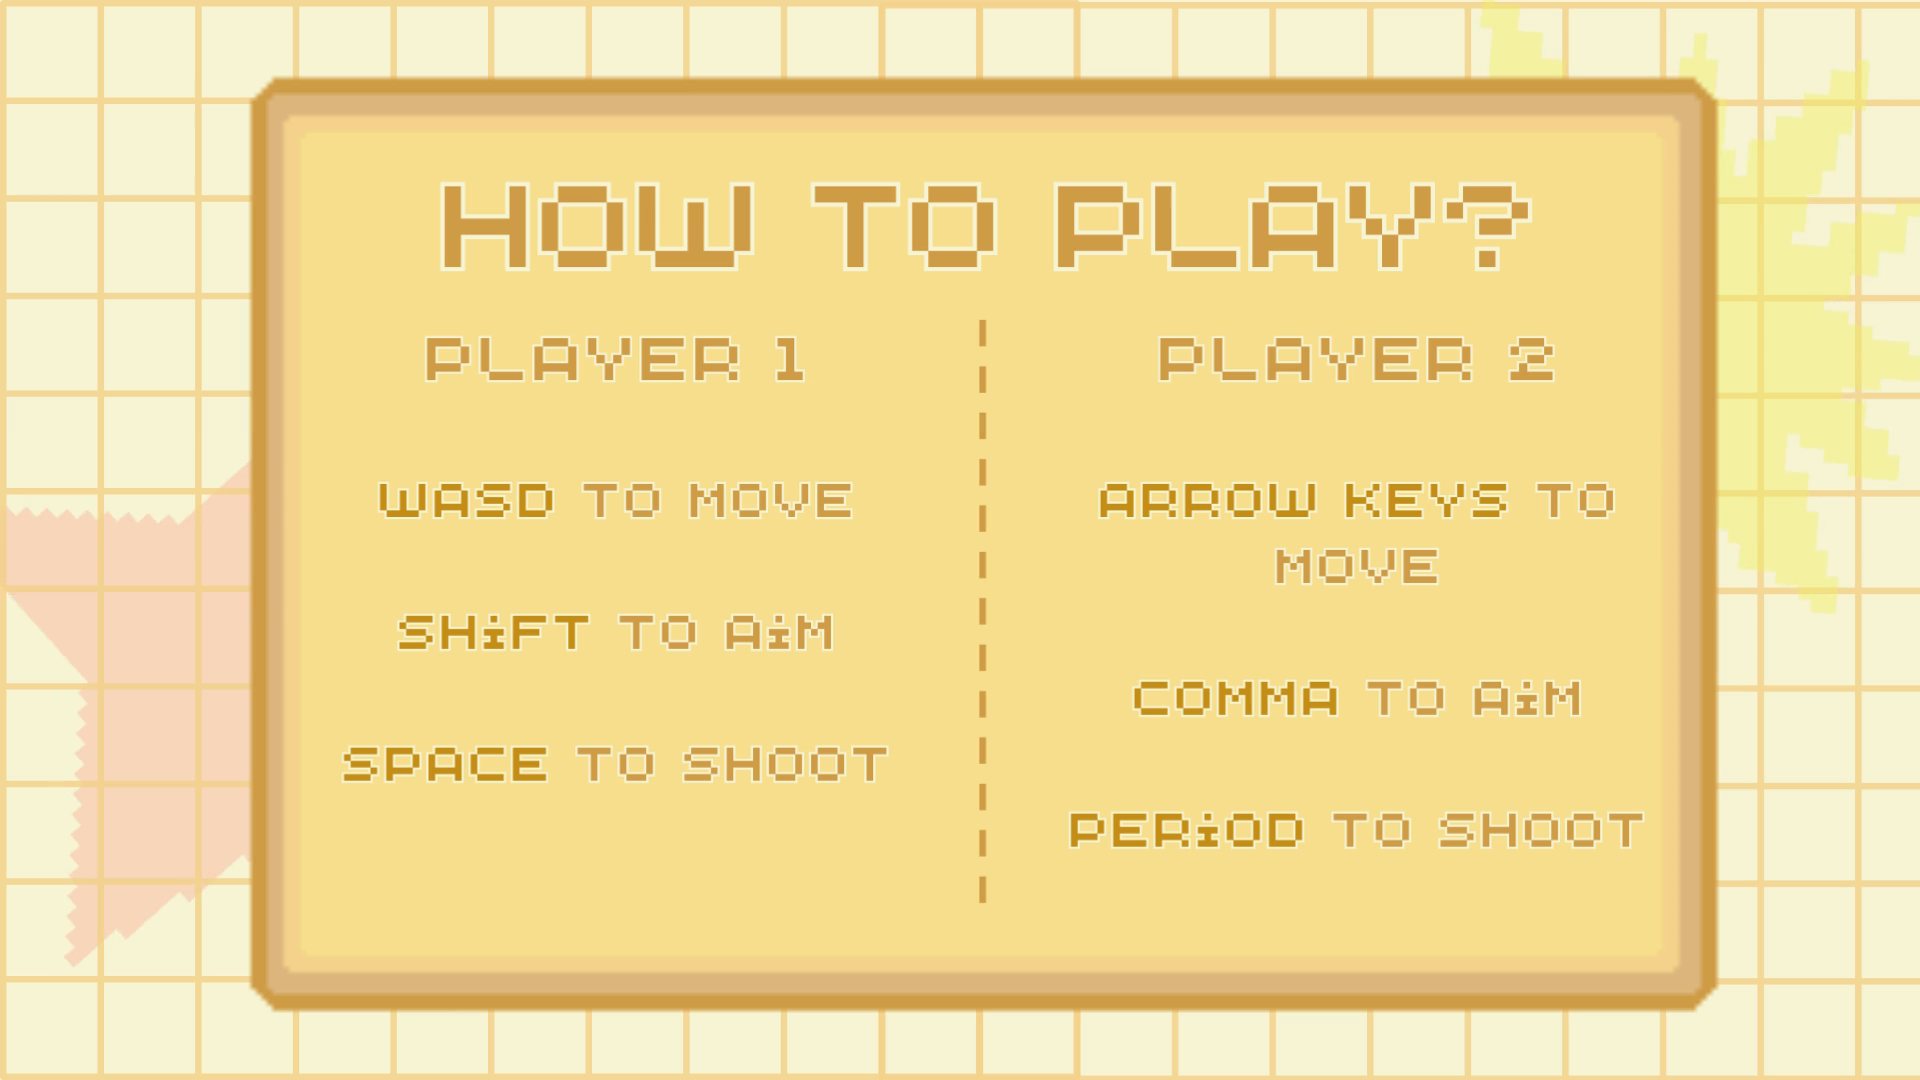 HOW TO PLAY?
PLAYER 1
WASD TO MOVE
SHiFT TO AiM
SPACE TO SHOOT
PLAYER 2
ARROW KEYS TO
MOVE
COMMA TO AiM
PERiOD TO SHOOT